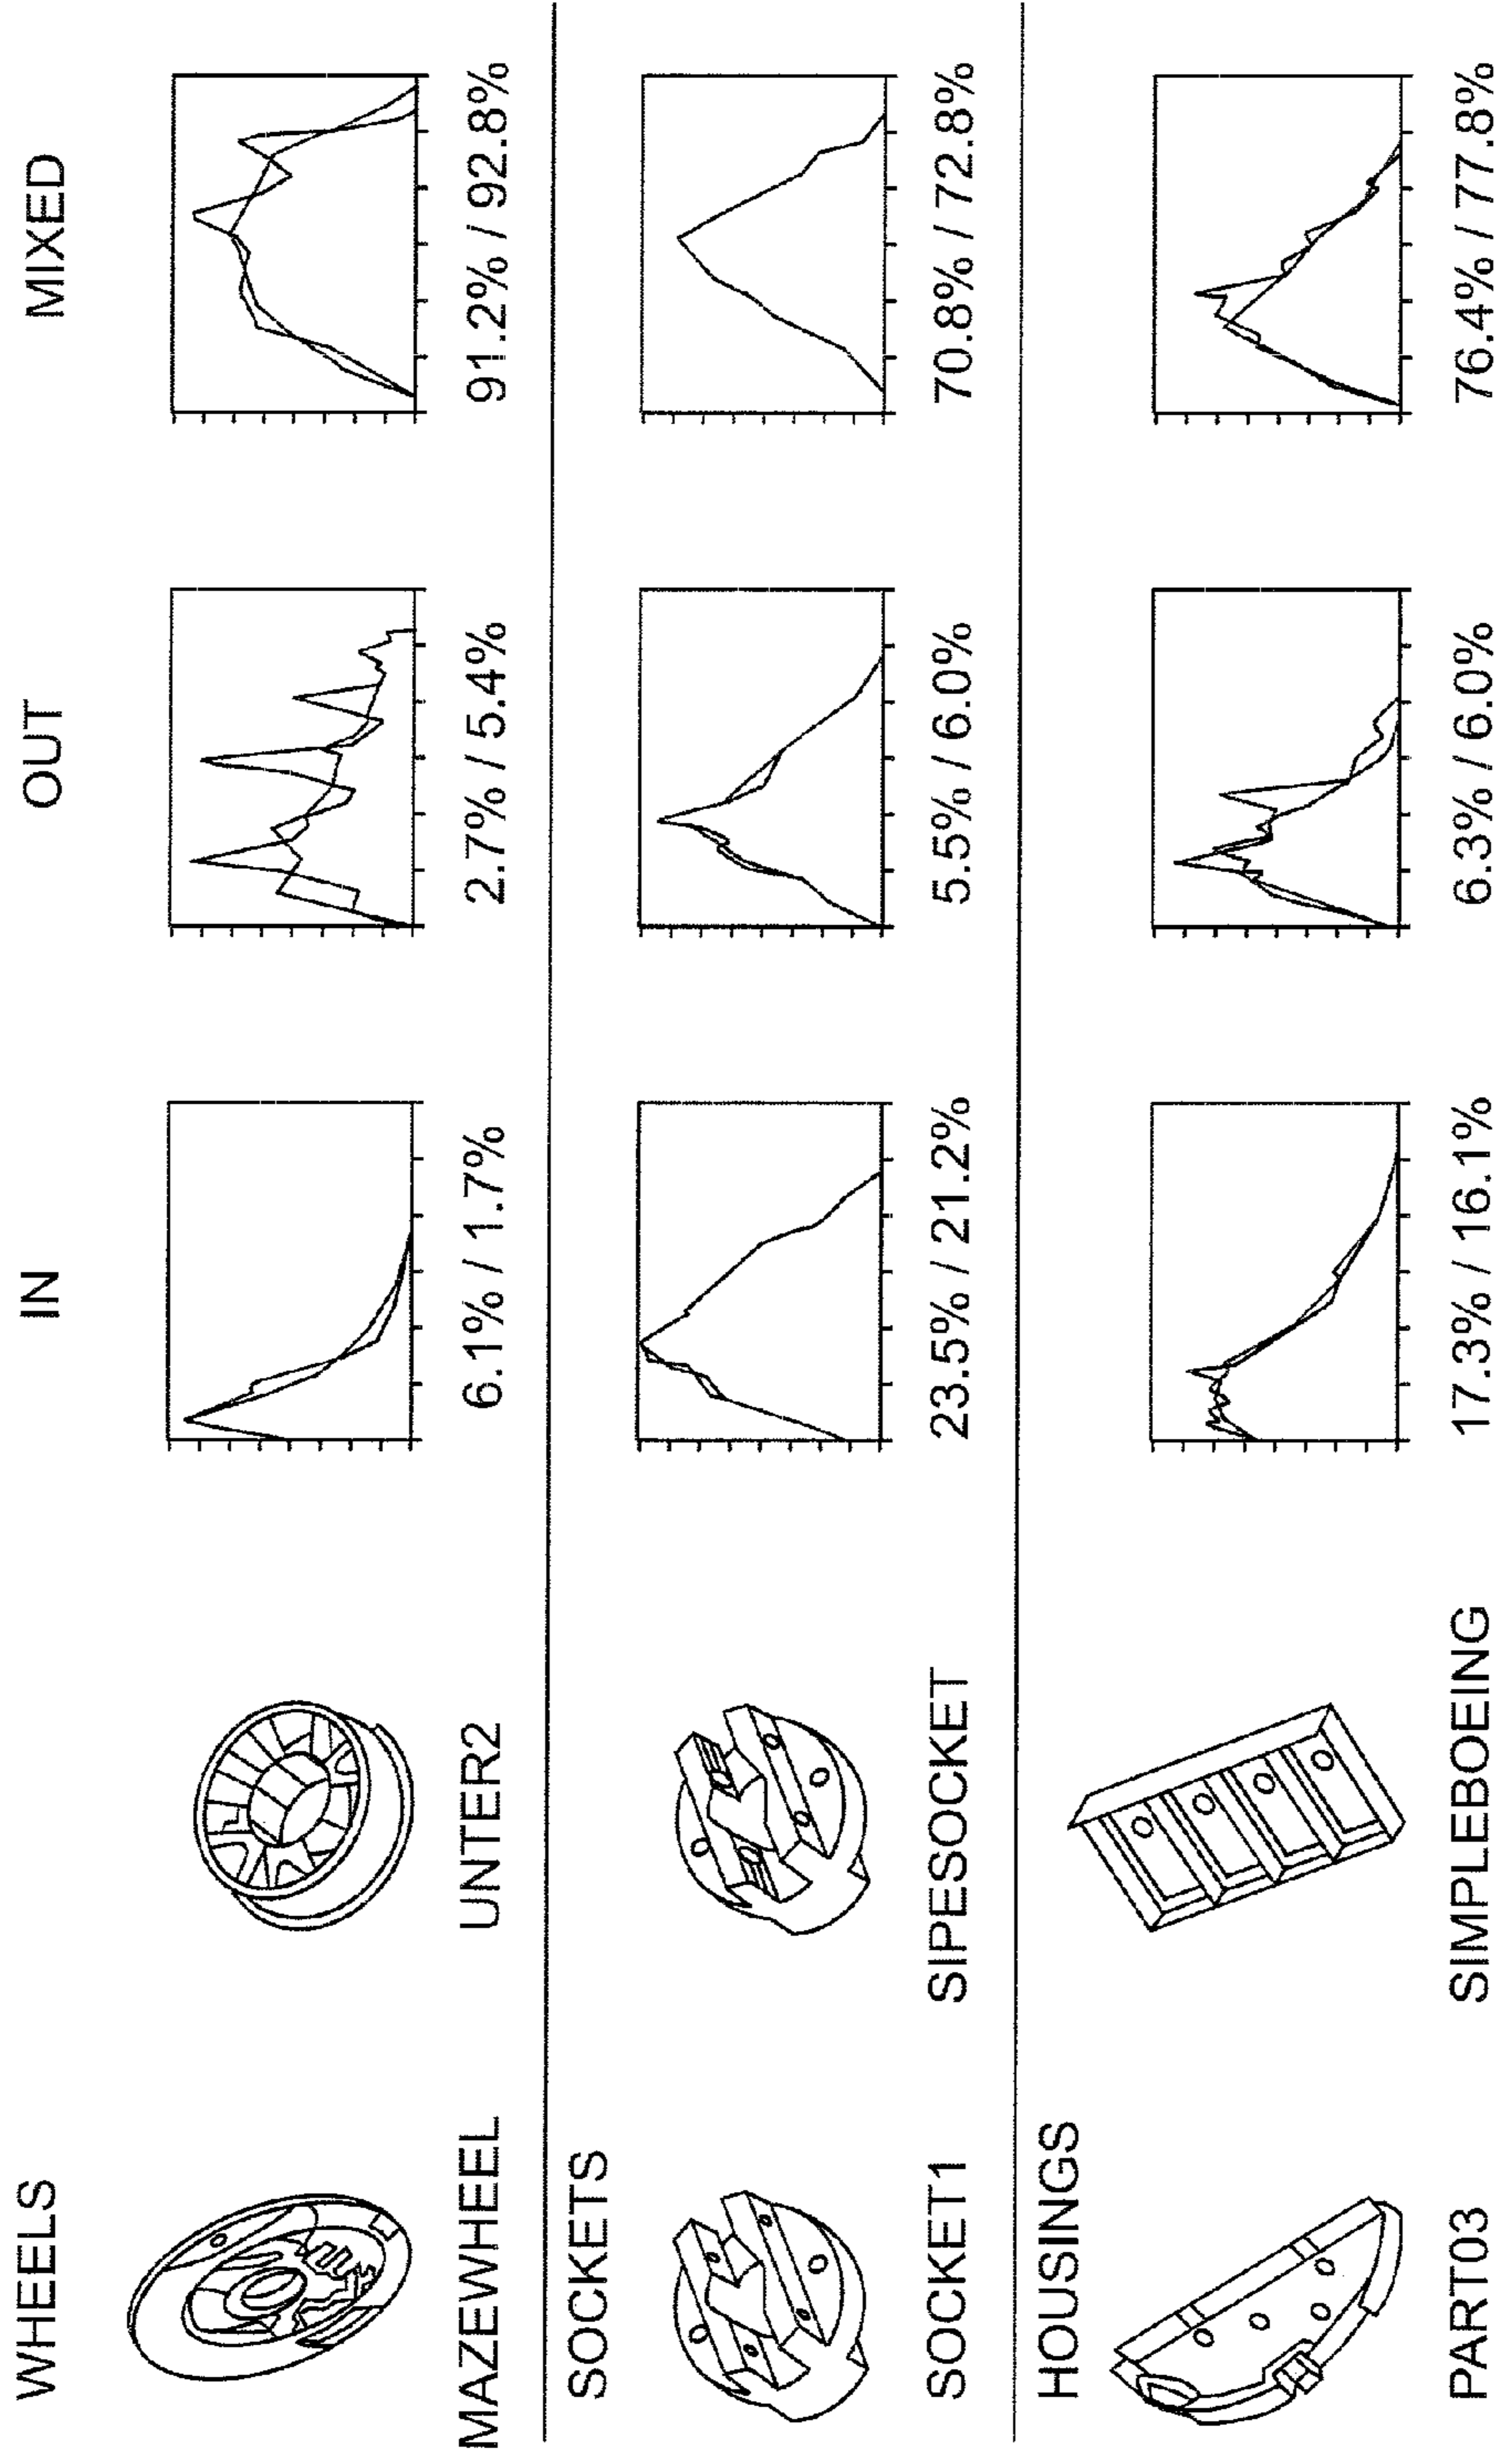 WHEELS IN OUT MIXED
MAZEWHEEL UNTER2 6.1% / 1.7% 2.7% / 5.4% 91.2% / 92.8%
SOCKETS
SOCKET1 SIPESOCKET 23.5% / 21.2% 5.5% / 6.0% 70.8% / 72.8%
HOUSINGS
PART03 SIMPLEBOEING 17.3% / 16.1% 6.3% / 6.0% 76.4% / 77.8%